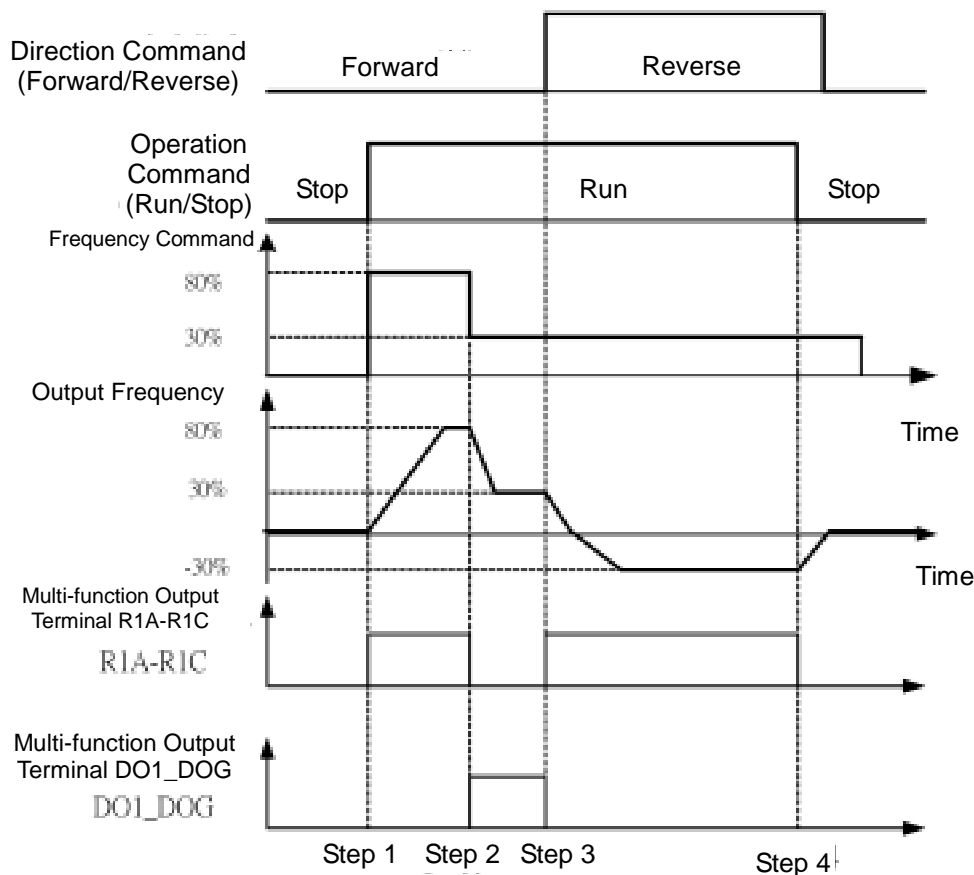 Direction Command
(Forward/Reverse)
Forward
Reverse
Operation
Command
(Run/Stop)
Stop
Run
Stop
Frequency Command
80%
30%
Time
Output Frequency
80%
30%
-30%
Time
Multi-function Output
Terminal R1A-R1C
R1A-R1C
Multi-function Output
Terminal DO1_DOG
DO1_DOG
Step 1 Step 2 Step 3 Step 4